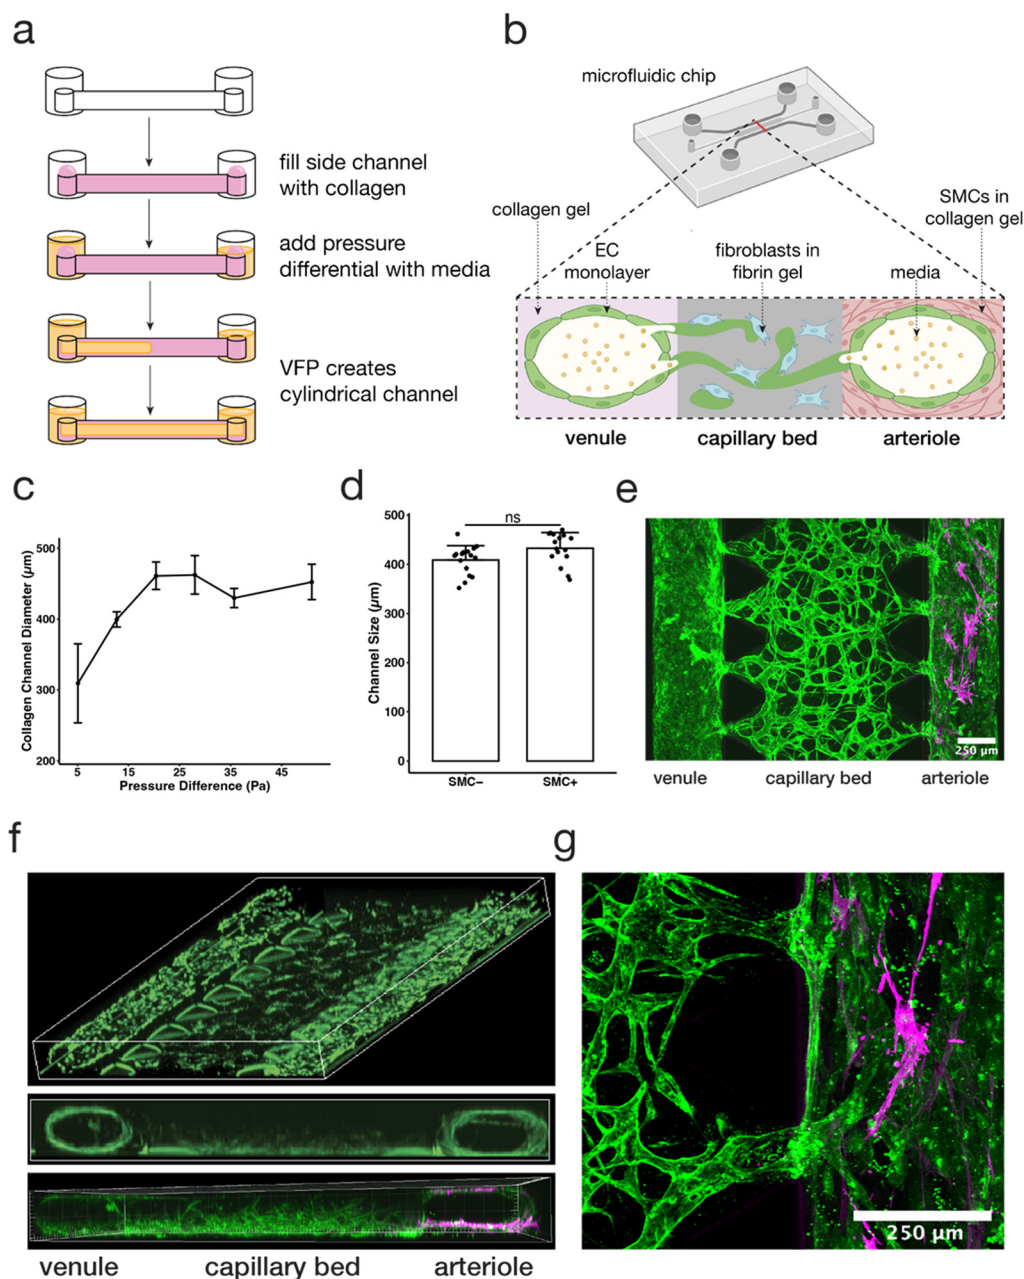 a
fill side channel
with collagen
add pressure
differential with media
VFP creates
cylindrical channel
b
microfluidic chip
collagen gel
EC
monolayer
fibroblasts in
fibrin gel
media
SMCs in
collagen gel
venule
capillary bed
arteriole
c
Collagen Channel Diameter (µm)
500
400
300
200
5
15
25
35
45
Pressure Difference (Pa)
d
Channel Size (µm)
500
400
300
200
100
0
ns
SMC−
SMC+
e
250 µm
venule
capillary bed
arteriole
f
venule
capillary bed
arteriole
g
250 µm